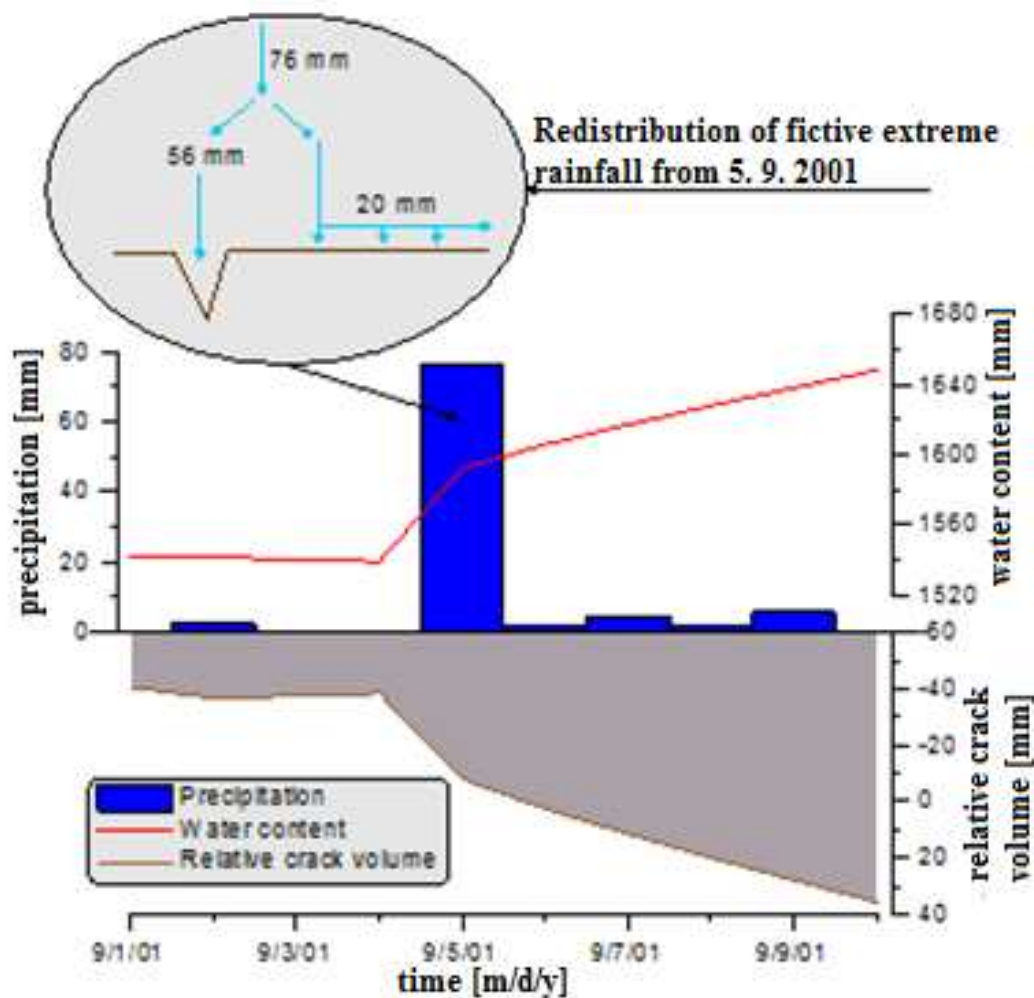 76 mm
56 mm
20 mm
Redistribution of fictive extreme
rainfall from 5. 9. 2001
precipitation [mm]
80
60
40
20
0
water content [mm]
1680
1640
1600
1560
1520
60
-40
-20
0
20
40
relative crack
volume [mm]
Precipitation
Water content
Relative crack volume
9/1/01
9/3/01
9/5/01
9/7/01
9/9/01
time [m/d/y]